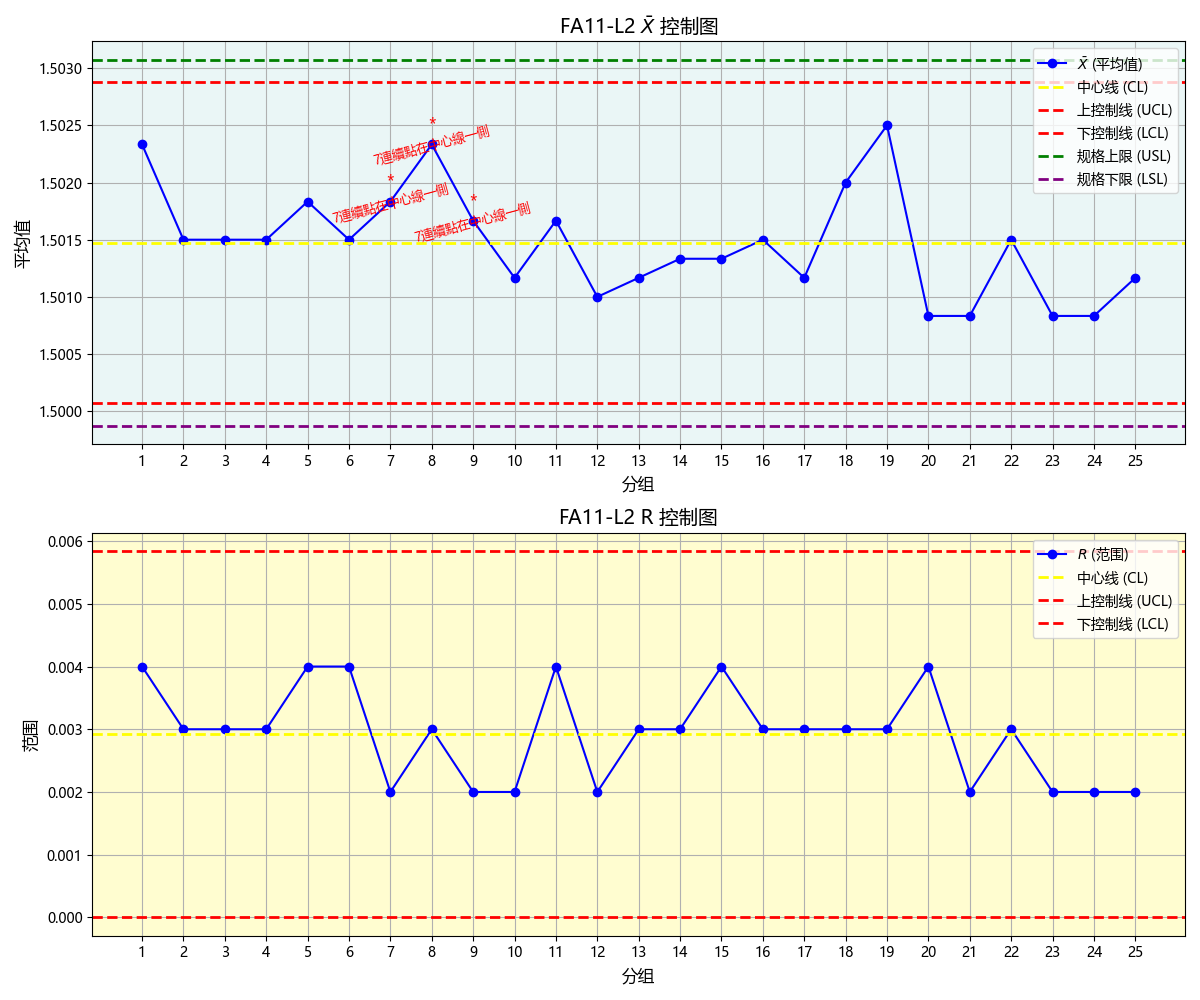 FA11-L2 X̄ 控制图
平均值
1.5030
1.5025
1.5020
1.5015
1.5010
1.5005
1.5000
*
7連續點在中心線一側
*
7連續點在中心線一側
*
7連續點在中心線一側
X̄ (平均值)
中心线 (CL)
上控制线 (UCL)
下控制线 (LCL)
规格上限 (USL)
规格下限 (LSL)
1 2 3 4 5 6 7 8 9 10 11 12 13 14 15 16 17 18 19 20 21 22 23 24 25
分组
FA11-L2 R 控制图
范围
0.006
0.005
0.004
0.003
0.002
0.001
0.000
R (范围)
中心线 (CL)
上控制线 (UCL)
下控制线 (LCL)
1 2 3 4 5 6 7 8 9 10 11 12 13 14 15 16 17 18 19 20 21 22 23 24 25
分组